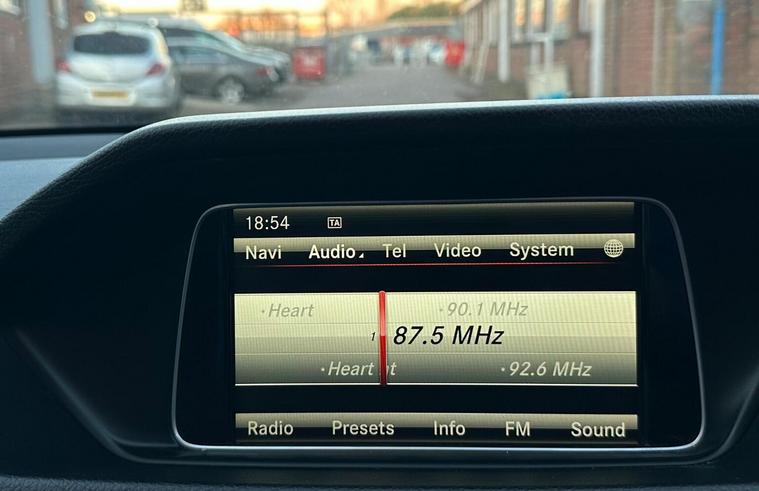 18:54 TA
Navi Audio Tel Video System
·Heart ·90.1 MHz
1 87.5 MHz
·Heart t ·92.6 MHz
Radio Presets Info FM Sound